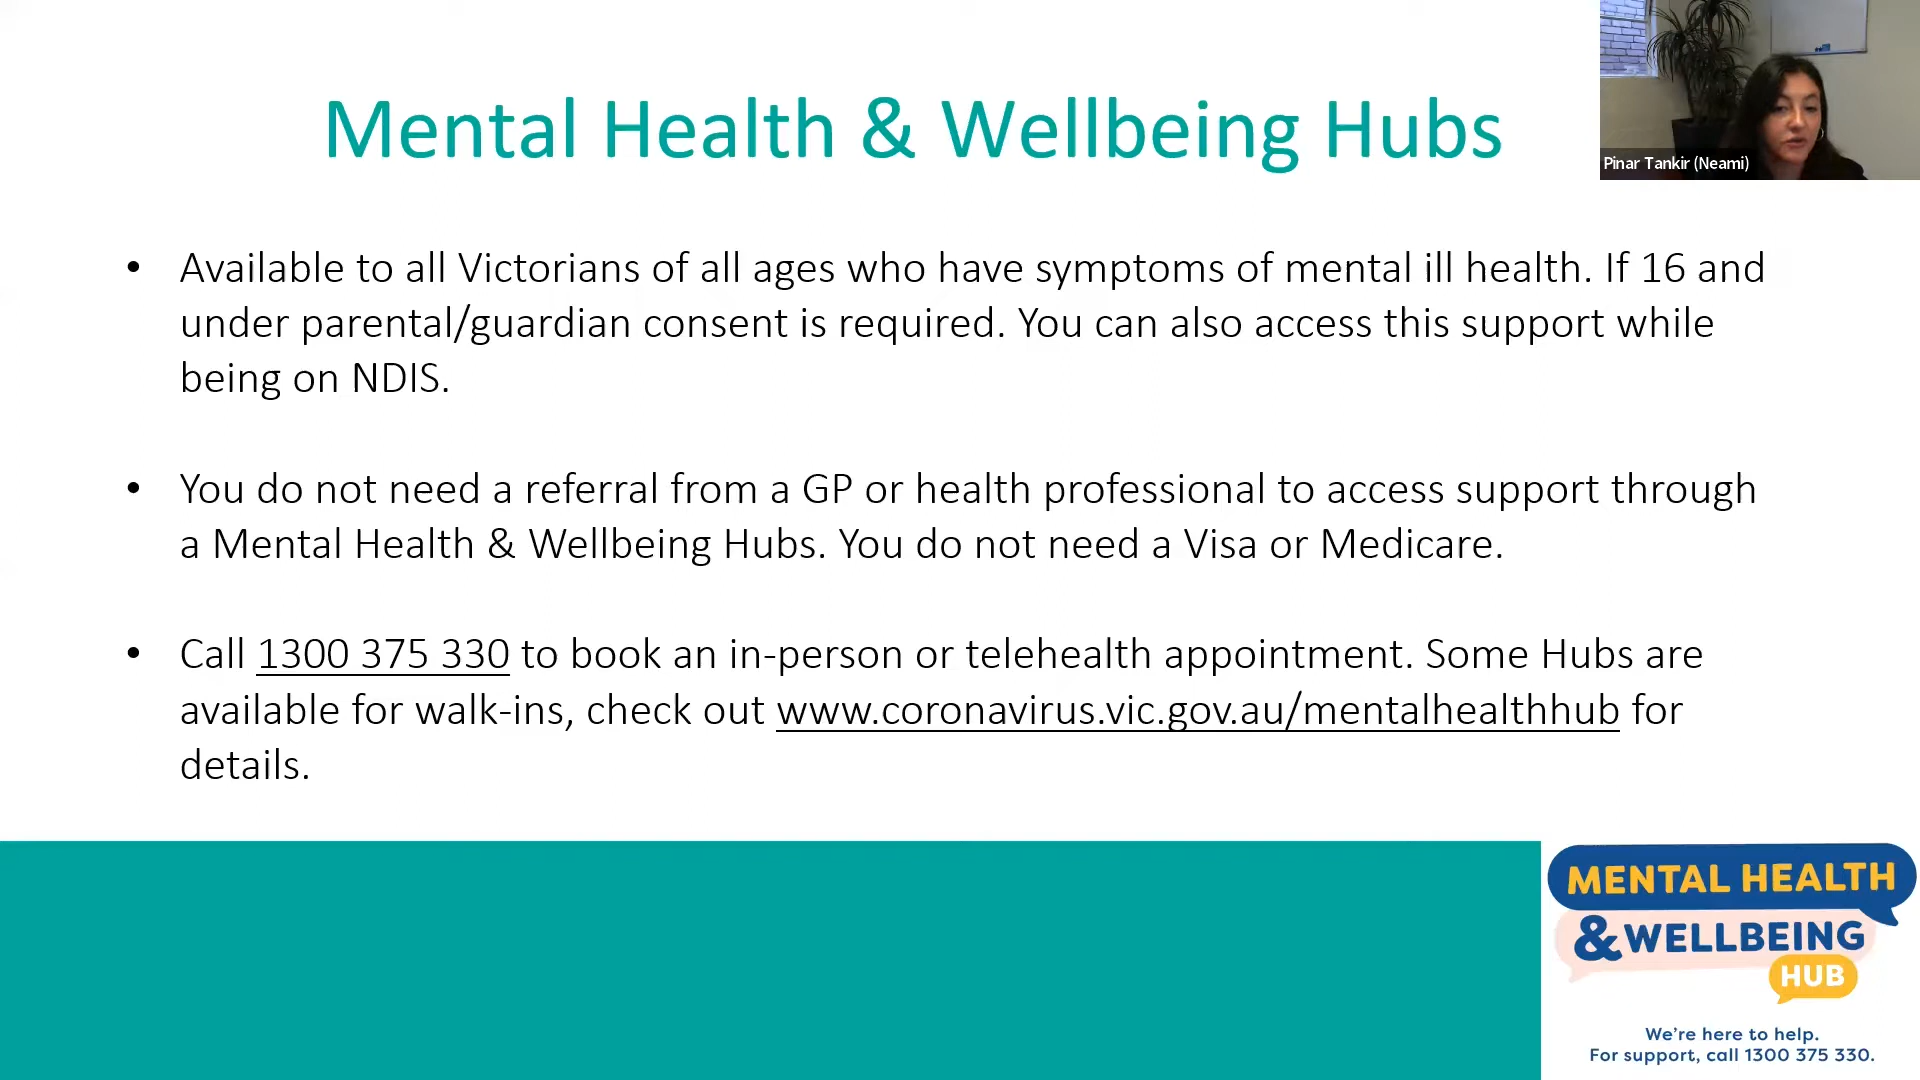 Mental Health & Wellbeing Hubs
Pinar Tankir (Neami)
• Available to all Victorians of all ages who have symptoms of mental ill health. If 16 and
under parental/guardian consent is required. You can also access this support while
being on NDIS.
• You do not need a referral from a GP or health professional to access support through
a Mental Health & Wellbeing Hubs. You do not need a Visa or Medicare.
• Call 1300 375 330 to book an in-person or telehealth appointment. Some Hubs are
available for walk-ins, check out www.coronavirus.vic.gov.au/mentalhealthhub for
details.
MENTAL HEALTH
&WELLBEING
HUB
We're here to help.
For support, call 1300 375 330.